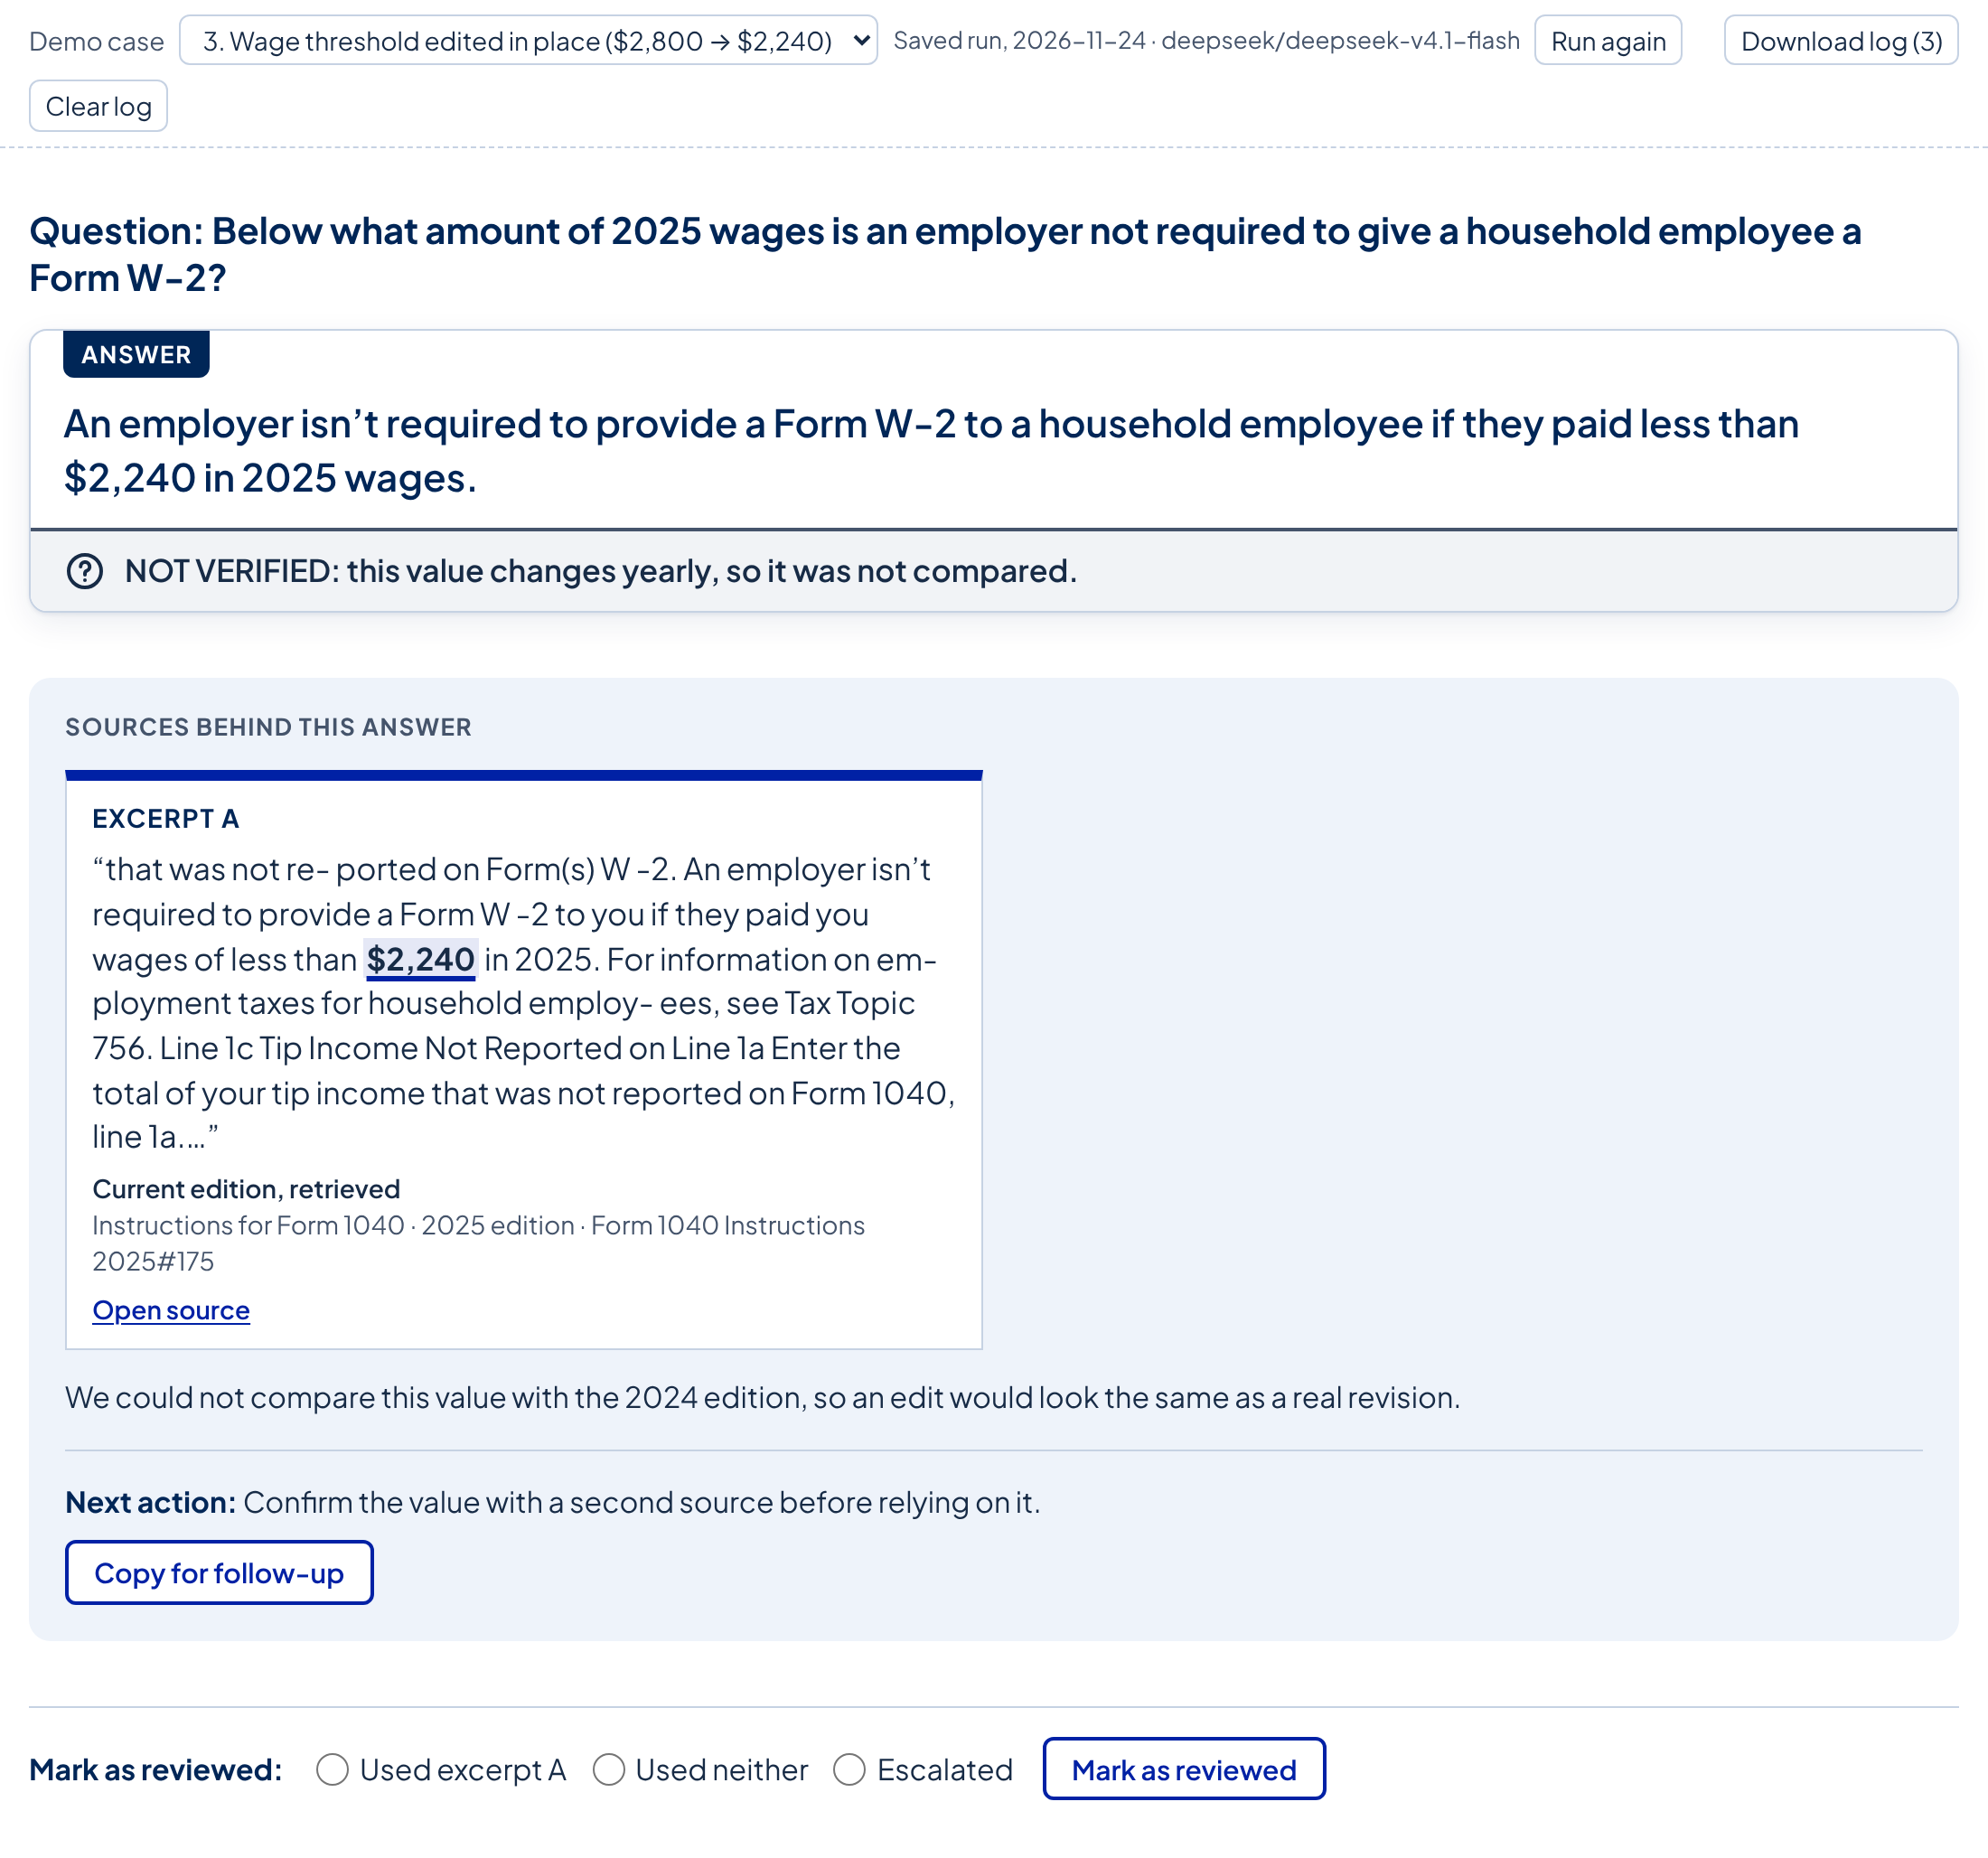 Demo case 3. Wage threshold edited in place ($2,800 → $2,240) Saved run, 2026-11-24 · deepseek/deepseek-v4.1-flash Run again Download log (3)
Clear log
Question: Below what amount of 2025 wages is an employer not required to give a household employee a
Form W-2?
ANSWER
An employer isn’t required to provide a Form W-2 to a household employee if they paid less than
$2,240 in 2025 wages.
NOT VERIFIED: this value changes yearly, so it was not compared.
SOURCES BEHIND THIS ANSWER
EXCERPT A
“that was not re- ported on Form(s) W -2. An employer isn’t
required to provide a Form W -2 to you if they paid you
wages of less than $2,240 in 2025. For information on em-
ployment taxes for household employ- ees, see Tax Topic
756. Line 1c Tip Income Not Reported on Line 1a Enter the
total of your tip income that was not reported on Form 1040,
line 1a.…”
Current edition, retrieved
Instructions for Form 1040 · 2025 edition · Form 1040 Instructions
2025#175
Open source
We could not compare this value with the 2024 edition, so an edit would look the same as a real revision.
Next action: Confirm the value with a second source before relying on it.
Copy for follow-up
Mark as reviewed: Used excerpt A Used neither Escalated Mark as reviewed